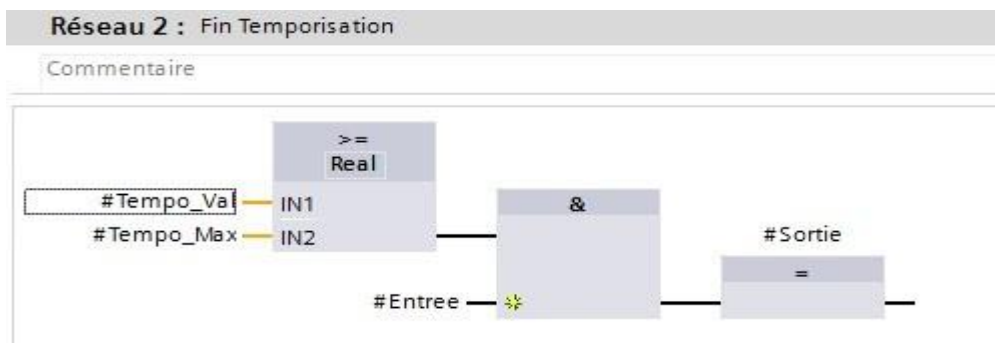 Réseau 2 : Fin Temporisation
Commentaire
>=
Real
#Tempo_Val IN1
&
#Tempo_Max IN2
#Sortie
=
#Entree